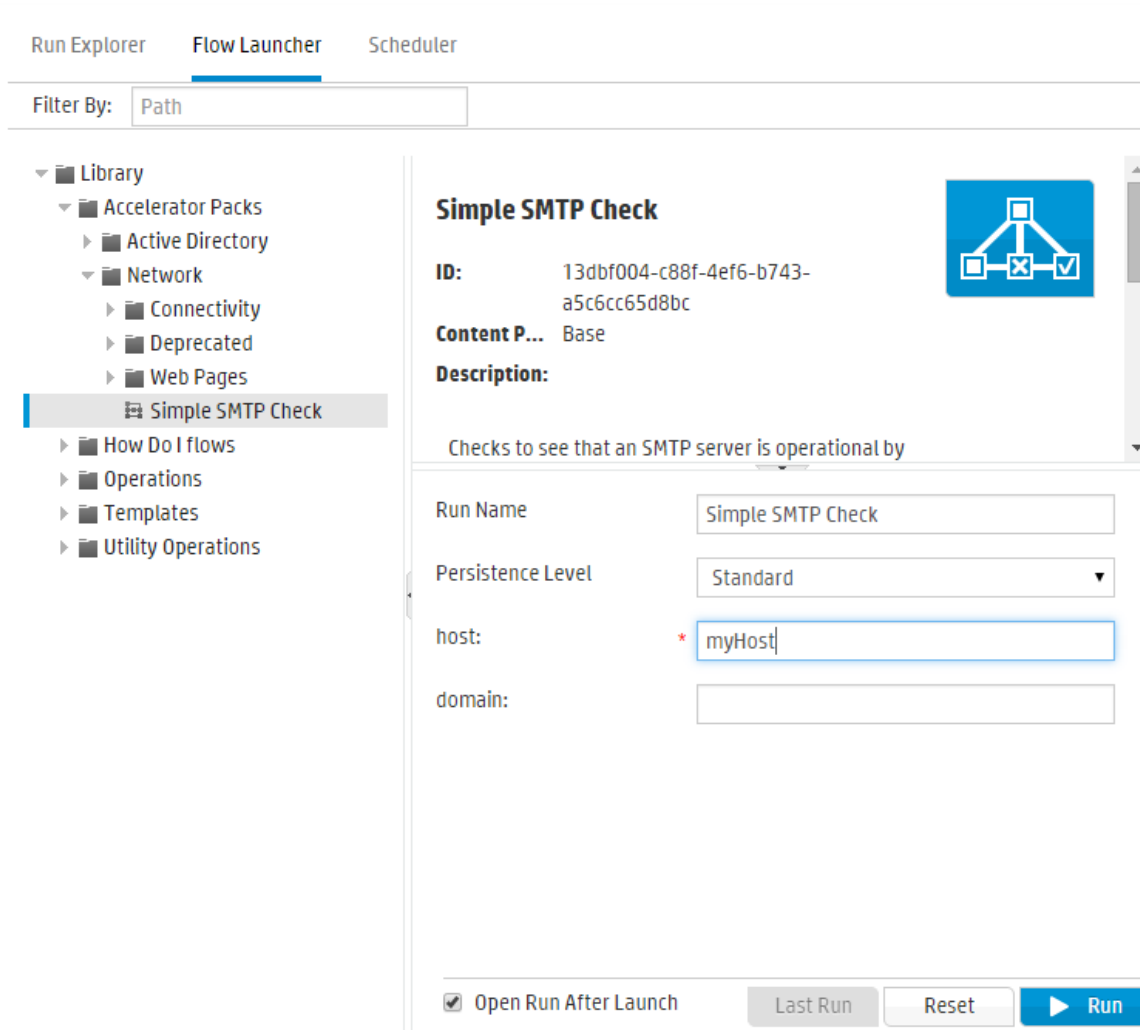 Run Explorer Flow Launcher Scheduler
Filter By: Path
Library
Accelerator Packs
Active Directory
Network
Connectivity
Deprecated
Web Pages
Simple SMTP Check
How Do I flows
Operations
Templates
Utility Operations
Simple SMTP Check
ID: 13dbf004-c88f-4ef6-b743-
a5c6cc65d8bc
Content P... Base
Description:
Checks to see that an SMTP server is operational by
Run Name Simple SMTP Check
Persistence Level Standard
host: * myHost
domain:
Open Run After Launch Last Run Reset Run